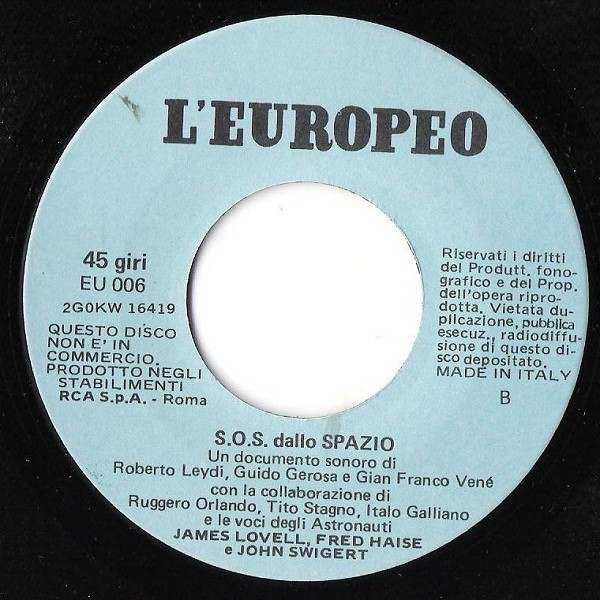 L'EUROPEO
45 giri
EU 006
2G0KW 16419
QUESTO DISCO
NON E' IN
COMMERCIO.
PRODOTTO NEGLI
STABILIMENTI
RCA S.p.A. - Roma
Riservati i diritti
del Produtt. fono-
grafico e del Prop.
dell'opera ripro-
dotta. Vietata du-
plicazione, pubblica
esecuz., radiodiffu-
sione di questo di-
sco depositato.
MADE IN ITALY
B
S.O.S. dallo SPAZIO
Un documento sonoro di
Roberto Leydi, Guido Gerosa e Gian Franco Vené
con la collaborazione di
Ruggero Orlando, Tito Stagno, Italo Galliano
e le voci degli Astronauti
JAMES LOVELL, FRED HAISE
e JOHN SWIGERT